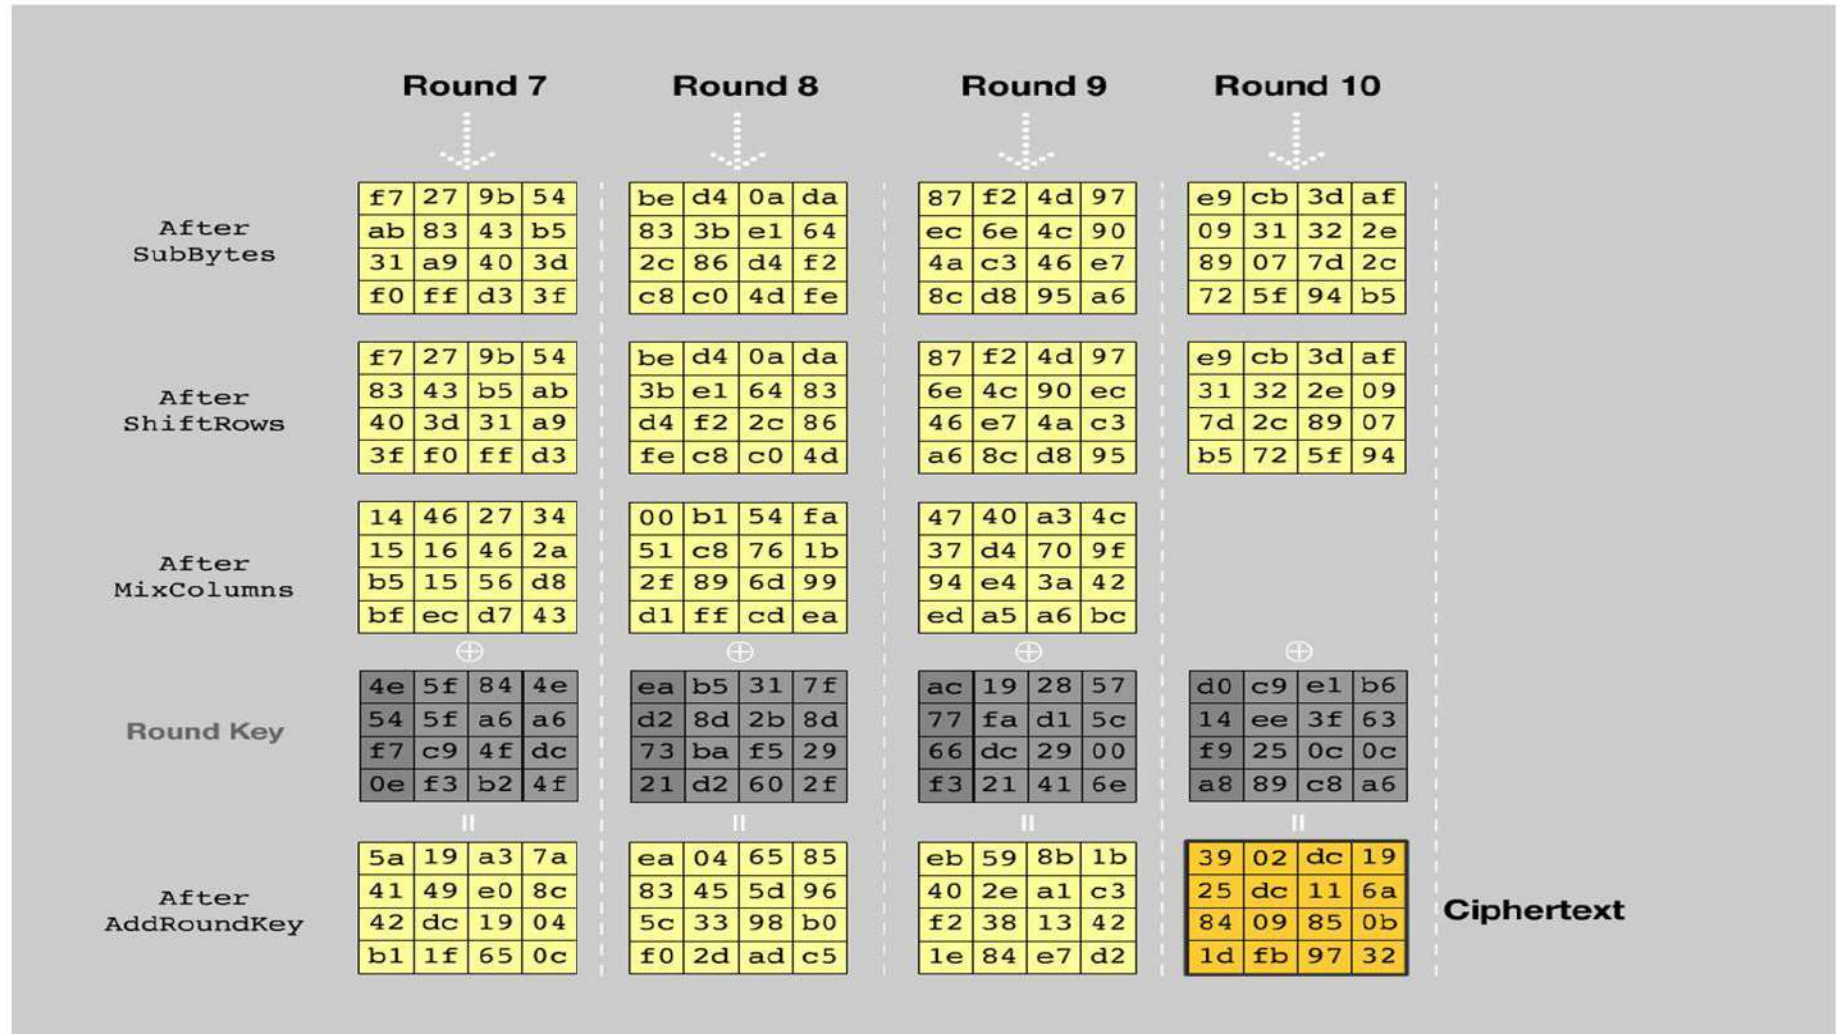 Round 7 Round 8 Round 9 Round 10
After
SubBytes
f7 27 9b 54 be d4 0a da 87 f2 4d 97 e9 cb 3d af
ab 83 43 b5 83 3b e1 64 ec 6e 4c 90 09 31 32 2e
31 a9 40 3d 2c 86 d4 f2 4a c3 46 e7 89 07 7d 2c
f0 ff d3 3f c8 c0 4d fe 8c d8 95 a6 72 5f 94 b5
After
ShiftRows
f7 27 9b 54 be d4 0a da 87 f2 4d 97 e9 cb 3d af
83 43 b5 ab 3b e1 64 83 6e 4c 90 ec 31 32 2e 09
40 3d 31 a9 d4 f2 2c 86 46 e7 4a c3 7d 2c 89 07
3f f0 ff d3 fe c8 c0 4d a6 8c d8 95 b5 72 5f 94
After
MixColumns
14 46 27 34 00 b1 54 fa 47 40 a3 4c
15 16 46 2a 51 c8 76 1b 37 d4 70 9f
b5 15 56 d8 2f 89 6d 99 94 e4 3a 42
bf ec d7 43 d1 ff cd ea ed a5 a6 bc
⊕ ⊕ ⊕ ⊕
Round Key
4e 5f 84 4e ea b5 31 7f ac 19 28 57 d0 c9 e1 b6
54 5f a6 a6 d2 8d 2b 8d 77 fa d1 5c 14 ee 3f 63
f7 c9 4f dc 73 ba f5 29 66 dc 29 00 f9 25 0c 0c
0e f3 b2 4f 21 d2 60 2f f3 21 41 6e a8 89 c8 a6
= = = =
After
AddRoundKey
5a 19 a3 7a ea 04 65 85 eb 59 8b 1b 39 02 dc 19
41 49 e0 8c 83 45 5d 96 40 2e a1 c3 25 dc 11 6a
42 dc 19 04 5c 33 98 b0 f2 38 13 42 84 09 85 0b
b1 1f 65 0c f0 2d ad c5 1e 84 e7 d2 1d fb 97 32
Ciphertext